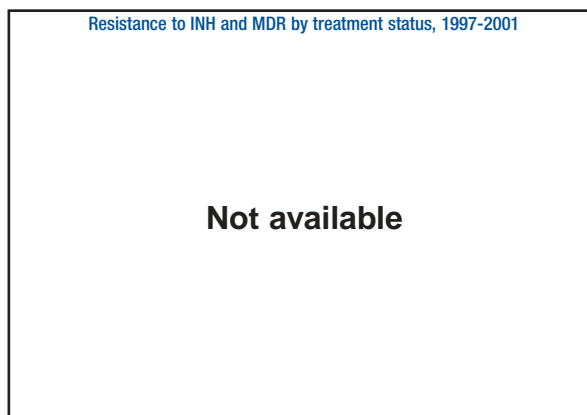 Resistance to INH and MDR by treatment status, 1997-2001
Not available